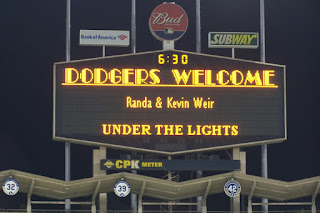 Bud
Bank of America
SUBWAY
6:30
DODGERS WELCOME
Randa & Kevin Weir
UNDER THE LIGHTS
CPK METER
32
39
42